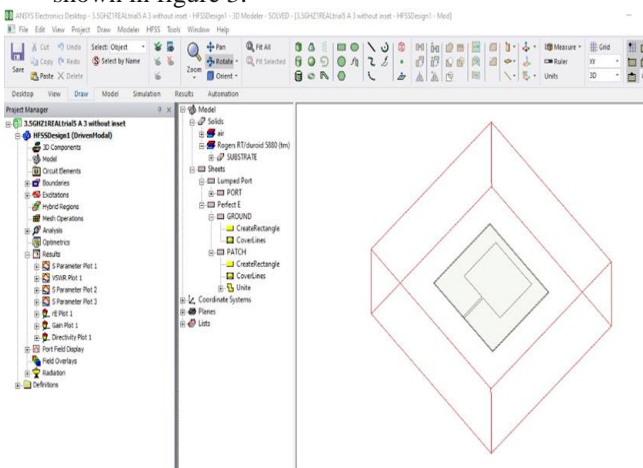 shown in figure 3.
ANSYS Electronics Desktop - 3.5GHZ1REALtrial5 A 3 without inset - HFSSDesign1 - 3D Modeler - SOLVED - [3.5GHZ1REALtrial5 A 3 without inset - HFSSDesign1 - Mod]
File Edit View Project Draw Modeler HFSS Tools Window Help
Save
Cut Undo
Copy Redo
Paste Delete
Select: Object
Select by Name
Zoom
Pan
Rotate
Orient
Fit All
Fit Selected
Measure
Ruler
Units
Grid
XY
3D
Desktop View Draw Model Simulation Results Automation
Project Manager
3.5GHZ1REALtrial5 A 3 without inset
HFSSDesign1 (DrivenModal)
3D Components
Model
Circuit Elements
Boundaries
Excitations
Hybrid Regions
Mesh Operations
Analysis
Optimetrics
Results
S Parameter Plot 1
VSWR Plot 1
S Parameter Plot 2
S Parameter Plot 3
rE Plot 1
Gain Plot 1
Directivity Plot 1
Port Field Display
Field Overlays
Radiation
Definitions
Model
Solids
air
Rogers RT/duroid 5880 (tm)
SUBSTRATE
Sheets
Lumped Port
PORT
Perfect E
GROUND
CreateRectangle
CoverLines
PATCH
CreateRectangle
CoverLines
Unite
Coordinate Systems
Planes
Lists